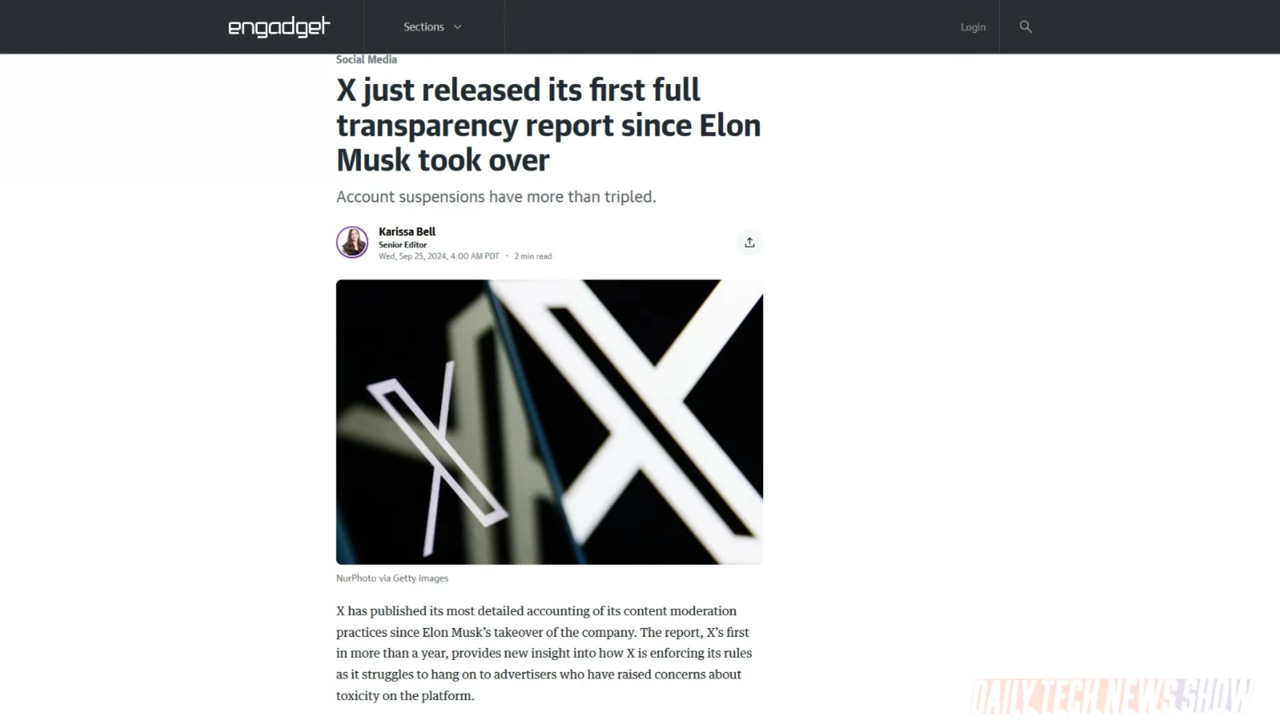 engadget
Sections
Login
Social Media
X just released its first full
transparency report since Elon
Musk took over
Account suspensions have more than tripled.
Karissa Bell
Senior Editor
Wed, Sep 25, 2024, 4:00 AM PDT · 2 min read
NurPhoto via Getty Images
X has published its most detailed accounting of its content moderation
practices since Elon Musk’s takeover of the company. The report, X’s first
in more than a year, provides new insight into how X is enforcing its rules
as it struggles to hang on to advertisers who have raised concerns about
toxicity on the platform.
DAILY TECH NEWS SHOW